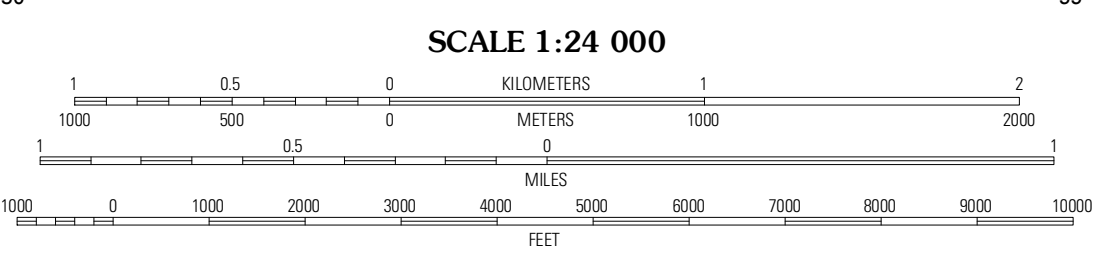 SCALE 1:24 000
1 0.5 0 KILOMETERS 1 2
1000 500 0 METERS 1000 2000
1 0.5 0 1
MILES
1000 0 1000 2000 3000 4000 5000 6000 7000 8000 9000 10000
FEET